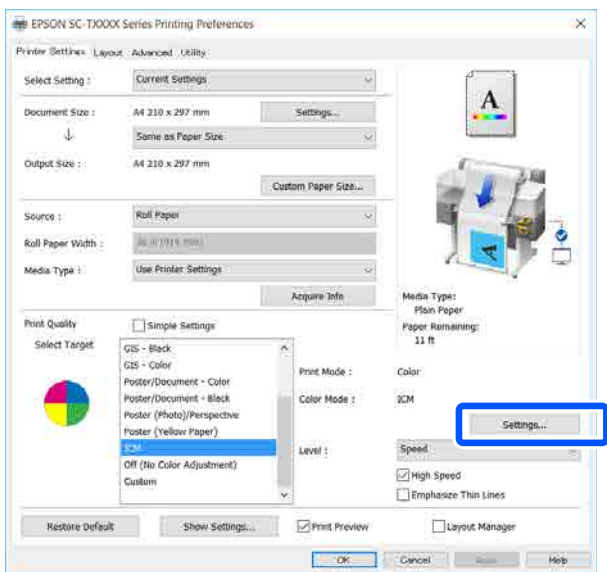 EPSON SC-TXXXX Series Printing Preferences
Printer Settings Layout Advanced Utility
Select Setting : Current Settings
Document Size : A4 210 x 297 mm Settings...
Same as Paper Size
Output Size : A4 210 x 297 mm
Custom Paper Size...
Source : Roll Paper
Roll Paper Width :
Media Type : Use Printer Settings
Acquire Info
A
Media Type:
Plain Paper
Paper Remaining:
11 ft
Print Quality Simple Settings
Select Target
GIS - Black
GIS - Color
Poster/Document - Color
Poster/Document - Black
Poster (Photo)/Perspective
Poster (Yellow Paper)
ICM
Off (No Color Adjustment)
Custom
Print Mode : Color
Color Mode : ICM
Settings...
Level : Speed
High Speed
Emphasize Thin Lines
Restore Default Show Settings... Print Preview Layout Manager
OK Cancel Apply Help